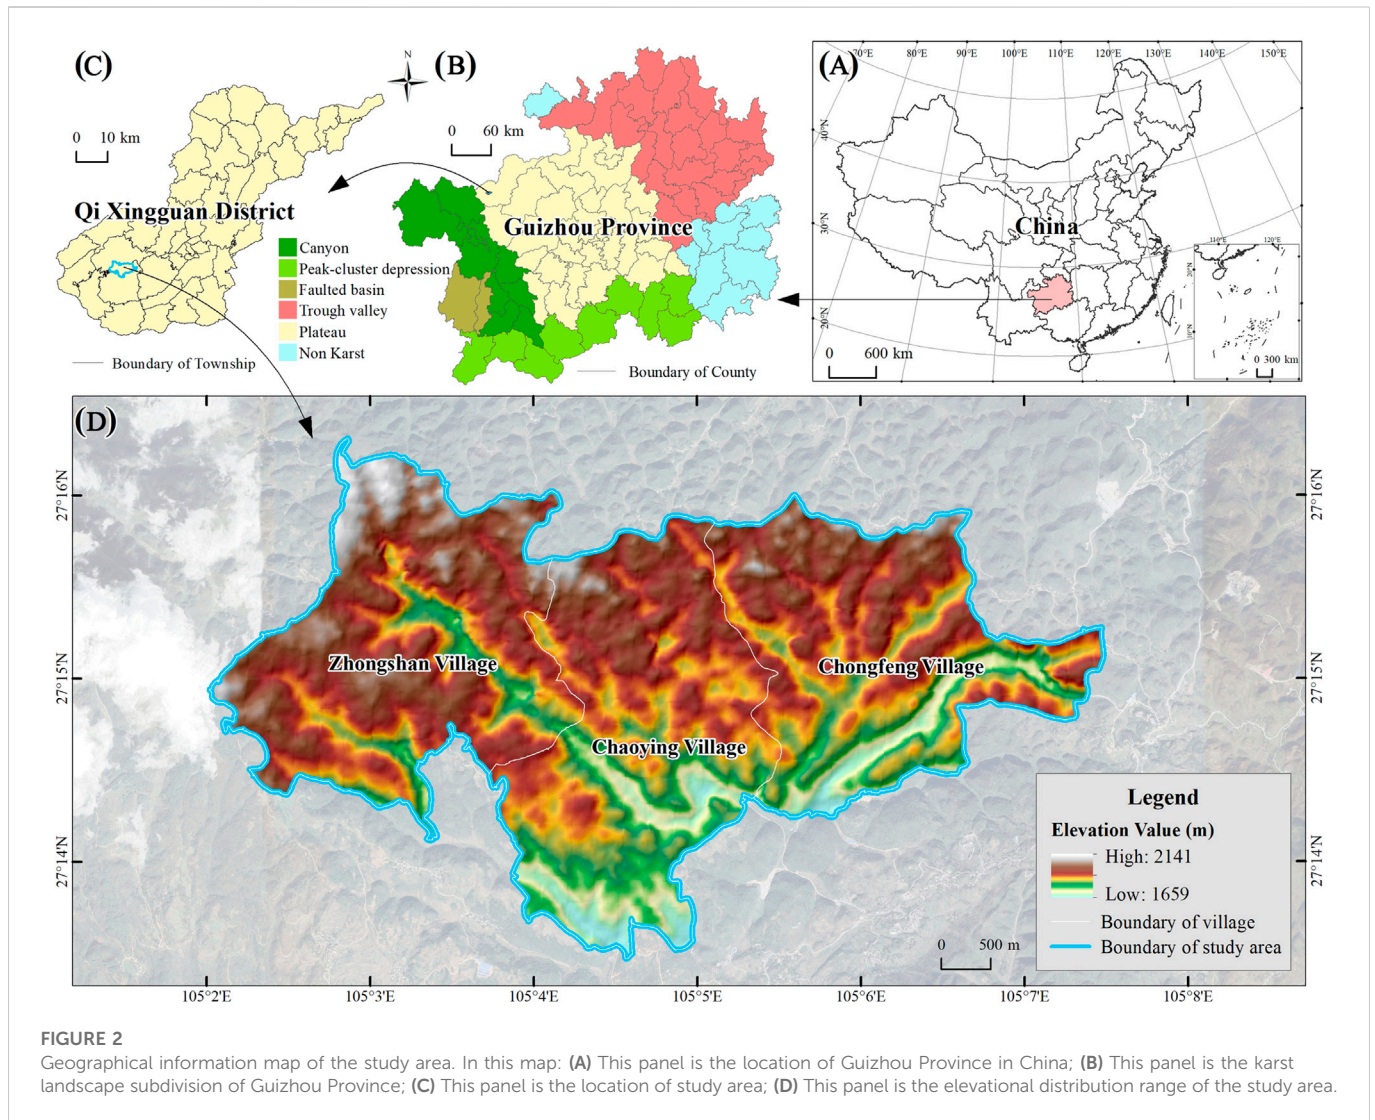 (C)
N
0 10 km
Qi Xingguan District
Boundary of Township
(B)
0 60 km
Guizhou Province
Canyon
Peak-cluster depression
Faulted basin
Trough valley
Plateau
Non Karst
Boundary of County
(A)
70°E 80°E 90°E 100°E 110°E 120°E 130°E 140°E 150°E
40°N
30°N
20°N
China
0 600 km
110°E 120°E
20°N
10°N
0 300 km
(D)
27°16'N 27°16'N
27°15'N 27°15'N
27°14'N 27°14'N
Zhongshan Village
Chongfeng Village
Chaoying Village
Legend
Elevation Value (m)
High: 2141
Low: 1659
Boundary of village
Boundary of study area
0 500 m
105°2'E 105°3'E 105°4'E 105°5'E 105°6'E 105°7'E 105°8'E
FIGURE 2
Geographical information map of the study area. In this map: (A) This panel is the location of Guizhou Province in China; (B) This panel is the karst
landscape subdivision of Guizhou Province; (C) This panel is the location of study area; (D) This panel is the elevational distribution range of the study area.